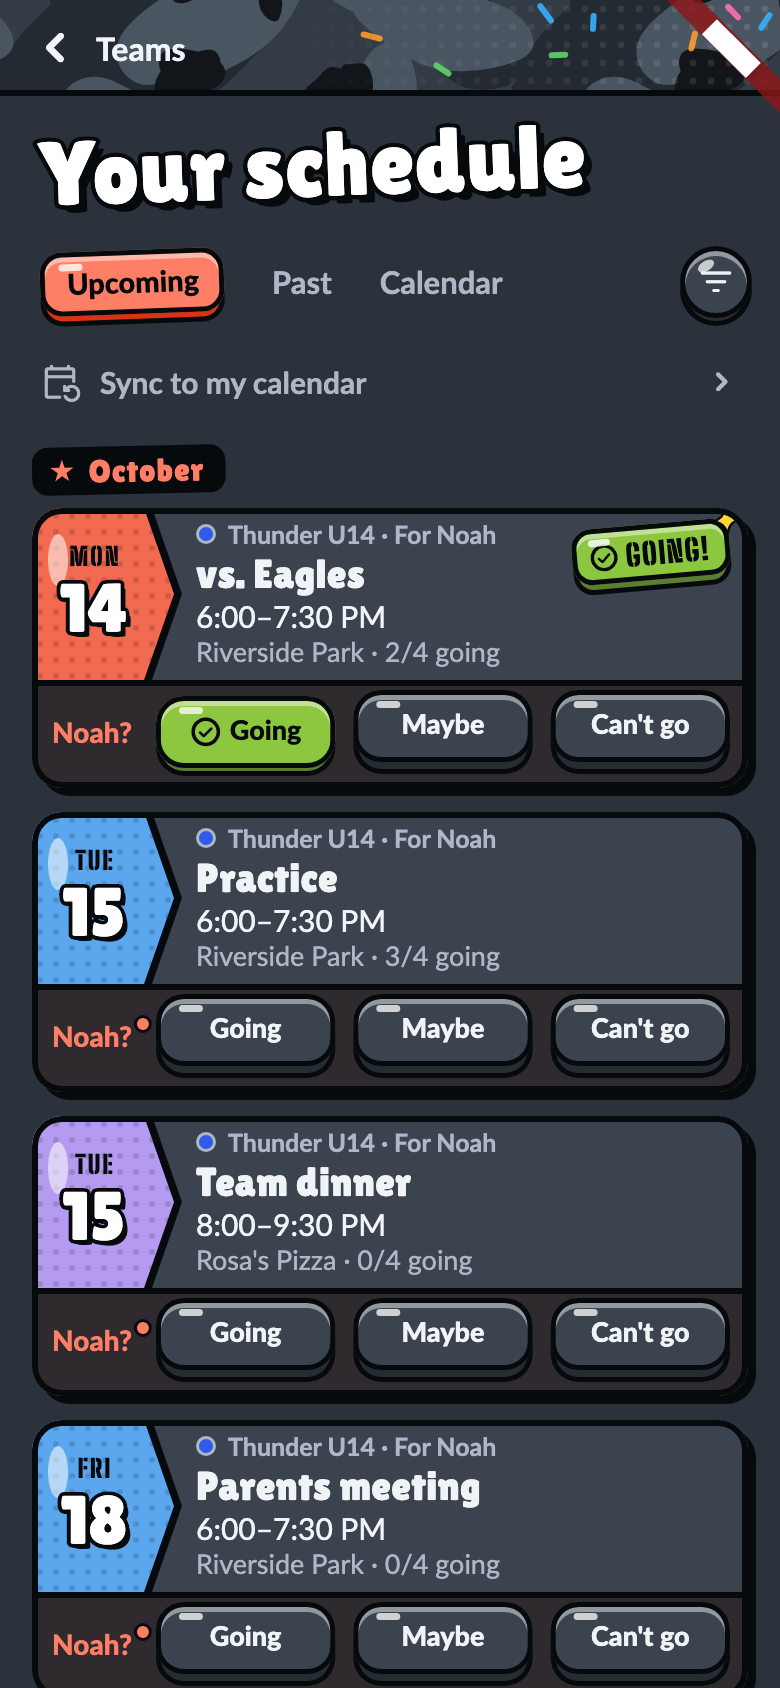 Teams
Your schedule
Upcoming
Past
Calendar
Sync to my calendar
★ October
MON
14
Thunder U14 · For Noah
vs. Eagles
6:00–7:30 PM
Riverside Park · 2/4 going
GOING!
Noah?
Going
Maybe
Can't go
TUE
15
Thunder U14 · For Noah
Practice
6:00–7:30 PM
Riverside Park · 3/4 going
Noah?
Going
Maybe
Can't go
TUE
15
Thunder U14 · For Noah
Team dinner
8:00–9:30 PM
Rosa's Pizza · 0/4 going
Noah?
Going
Maybe
Can't go
FRI
18
Thunder U14 · For Noah
Parents meeting
6:00–7:30 PM
Riverside Park · 0/4 going
Noah?
Going
Maybe
Can't go